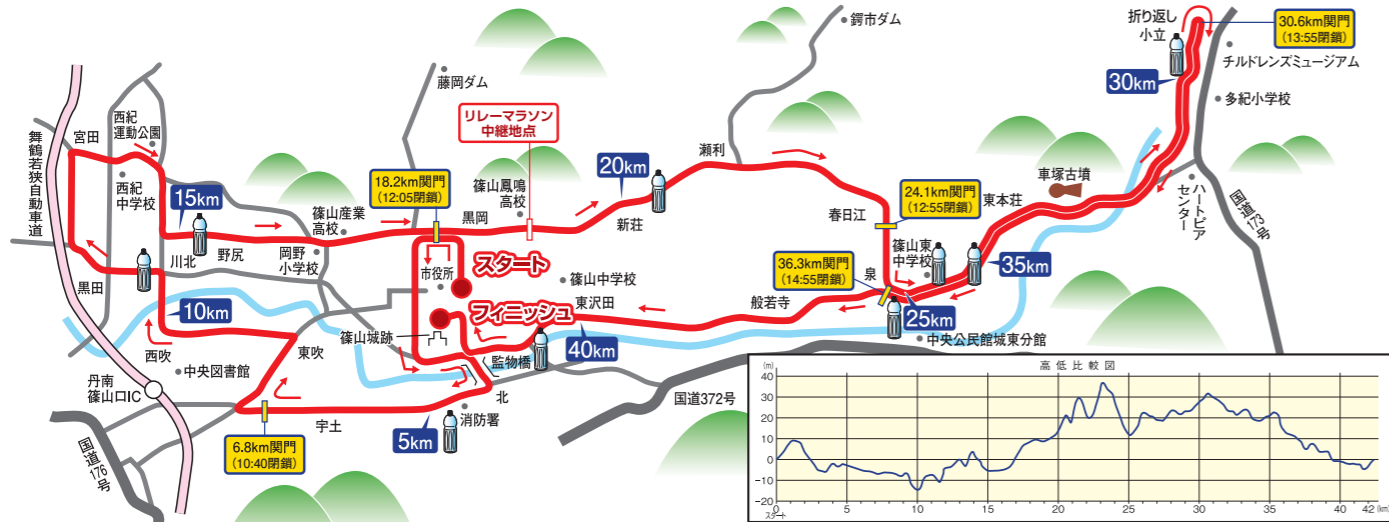 鍔市ダム
折り返し
小立
30.6km関門
(13:55閉鎖)
チルドレンズミュージアム
30km
多紀小学校
藤岡ダム
リレーマラソン
中継地点
西紀
運動公園
宮田
舞鶴若狭自動車道
西紀
中学校
15km
18.2km関門
(12:05閉鎖)
篠山鳳鳴
高校
20km
瀬利
車塚古墳
篠山産業
高校
黒岡
新荘
24.1km関門
(12:55閉鎖)
東本荘
ハートピア
センター
国道173号
春日江
川北
野尻
岡野
小学校
市役所
スタート
篠山中学校
36.3km関門
(14:55閉鎖)
泉
篠山東
中学校
35km
黒田
10km
フィニッシュ
東沢田
般若寺
25km
西吹
東吹
篠山城跡
監物橋
40km
中央公民館城東分館
中央図書館
丹南
篠山口IC
北
国道372号
宇土
5km
消防署
6.8km関門
(10:40閉鎖)
国道176号
高低比較図
(m)
40
30
20
10
0
-10
-20
0 5 10 15 20 25 30 35 40 42 (km)
スタート